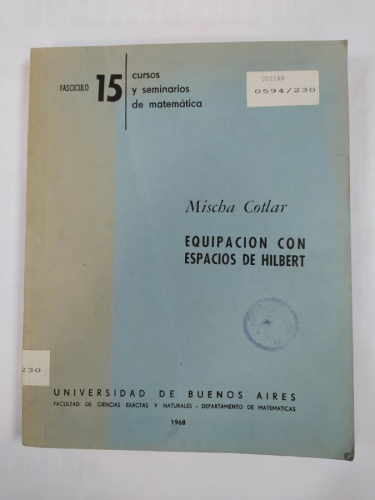 FASCICULO 15
cursos
y seminarios
de matemática
COTLAR
0594/230
Mischa Cotlar
EQUIPACION CON
ESPACIOS DE HILBERT
230
UNIVERSIDAD DE BUENOS AIRES
FACULTAD DE CIENCIAS EXACTAS Y NATURALES - DEPARTAMENTO DE MATEMATICAS
1968